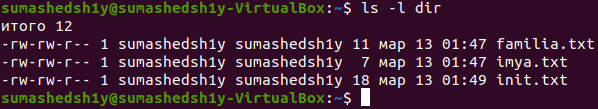 sumashedsh1y@sumashedsh1y-VirtualBox:~$ ls -l dir
итого 12
-rw-rw-r-- 1 sumashedsh1y sumashedsh1y 11 мар 13 01:47 familia.txt
-rw-rw-r-- 1 sumashedsh1y sumashedsh1y  7 мар 13 01:47 imya.txt
-rw-rw-r-- 1 sumashedsh1y sumashedsh1y 18 мар 13 01:49 init.txt
sumashedsh1y@sumashedsh1y-VirtualBox:~$